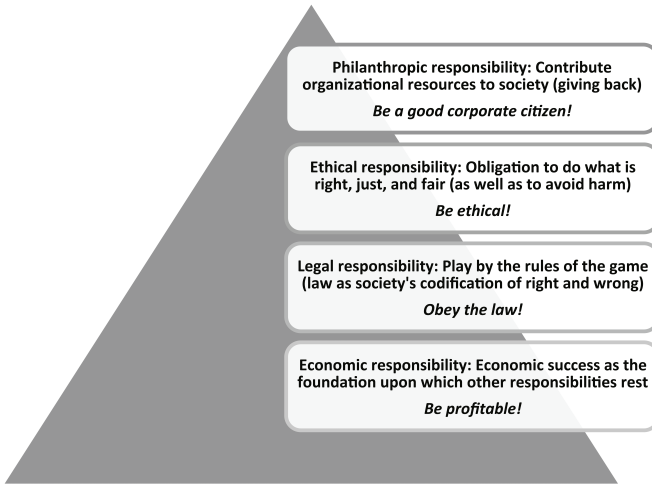 Philanthropic responsibility: Contribute
organizational resources to society (giving back)
Be a good corporate citizen!
Ethical responsibility: Obligation to do what is
right, just, and fair (as well as to avoid harm)
Be ethical!
Legal responsibility: Play by the rules of the game
(law as society's codification of right and wrong)
Obey the law!
Economic responsibility: Economic success as the
foundation upon which other responsibilities rest
Be profitable!